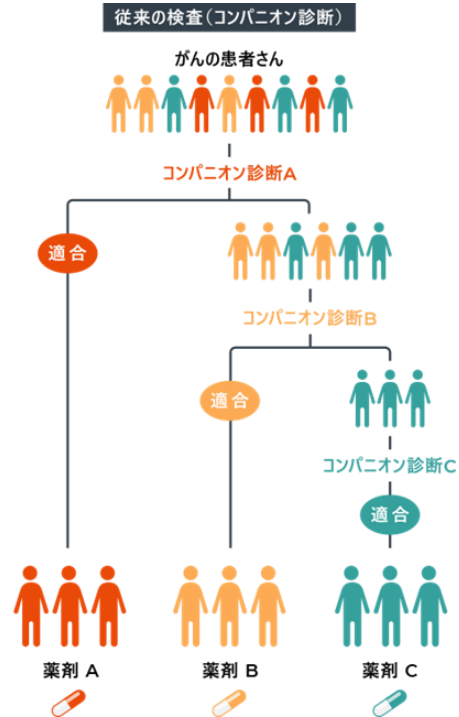 従来の検査(コンパニオン診断)
がんの患者さん
コンパニオン診断A
適合
コンパニオン診断B
適合
コンパニオン診断C
適合
薬剤 A
薬剤 B
薬剤 C